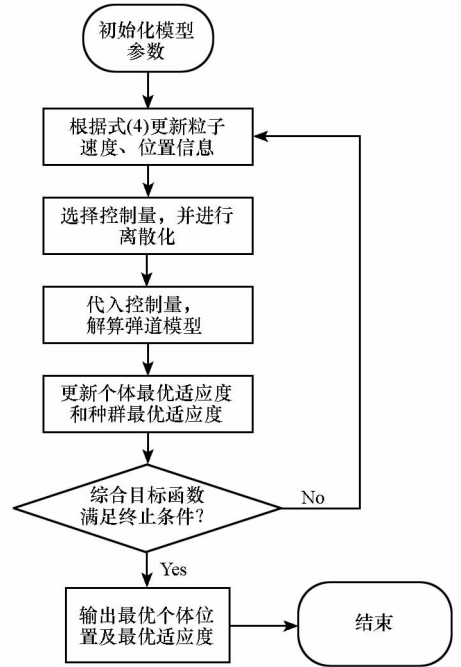 初始化模型
参数
根据式(4)更新粒子
速度、位置信息
选择控制量，并进行
离散化
代入控制量，
解算弹道模型
更新个体最优适应度
和种群最优适应度
综合目标函数
满足终止条件?
No
Yes
输出最优个体位
置及最优适应度
结束